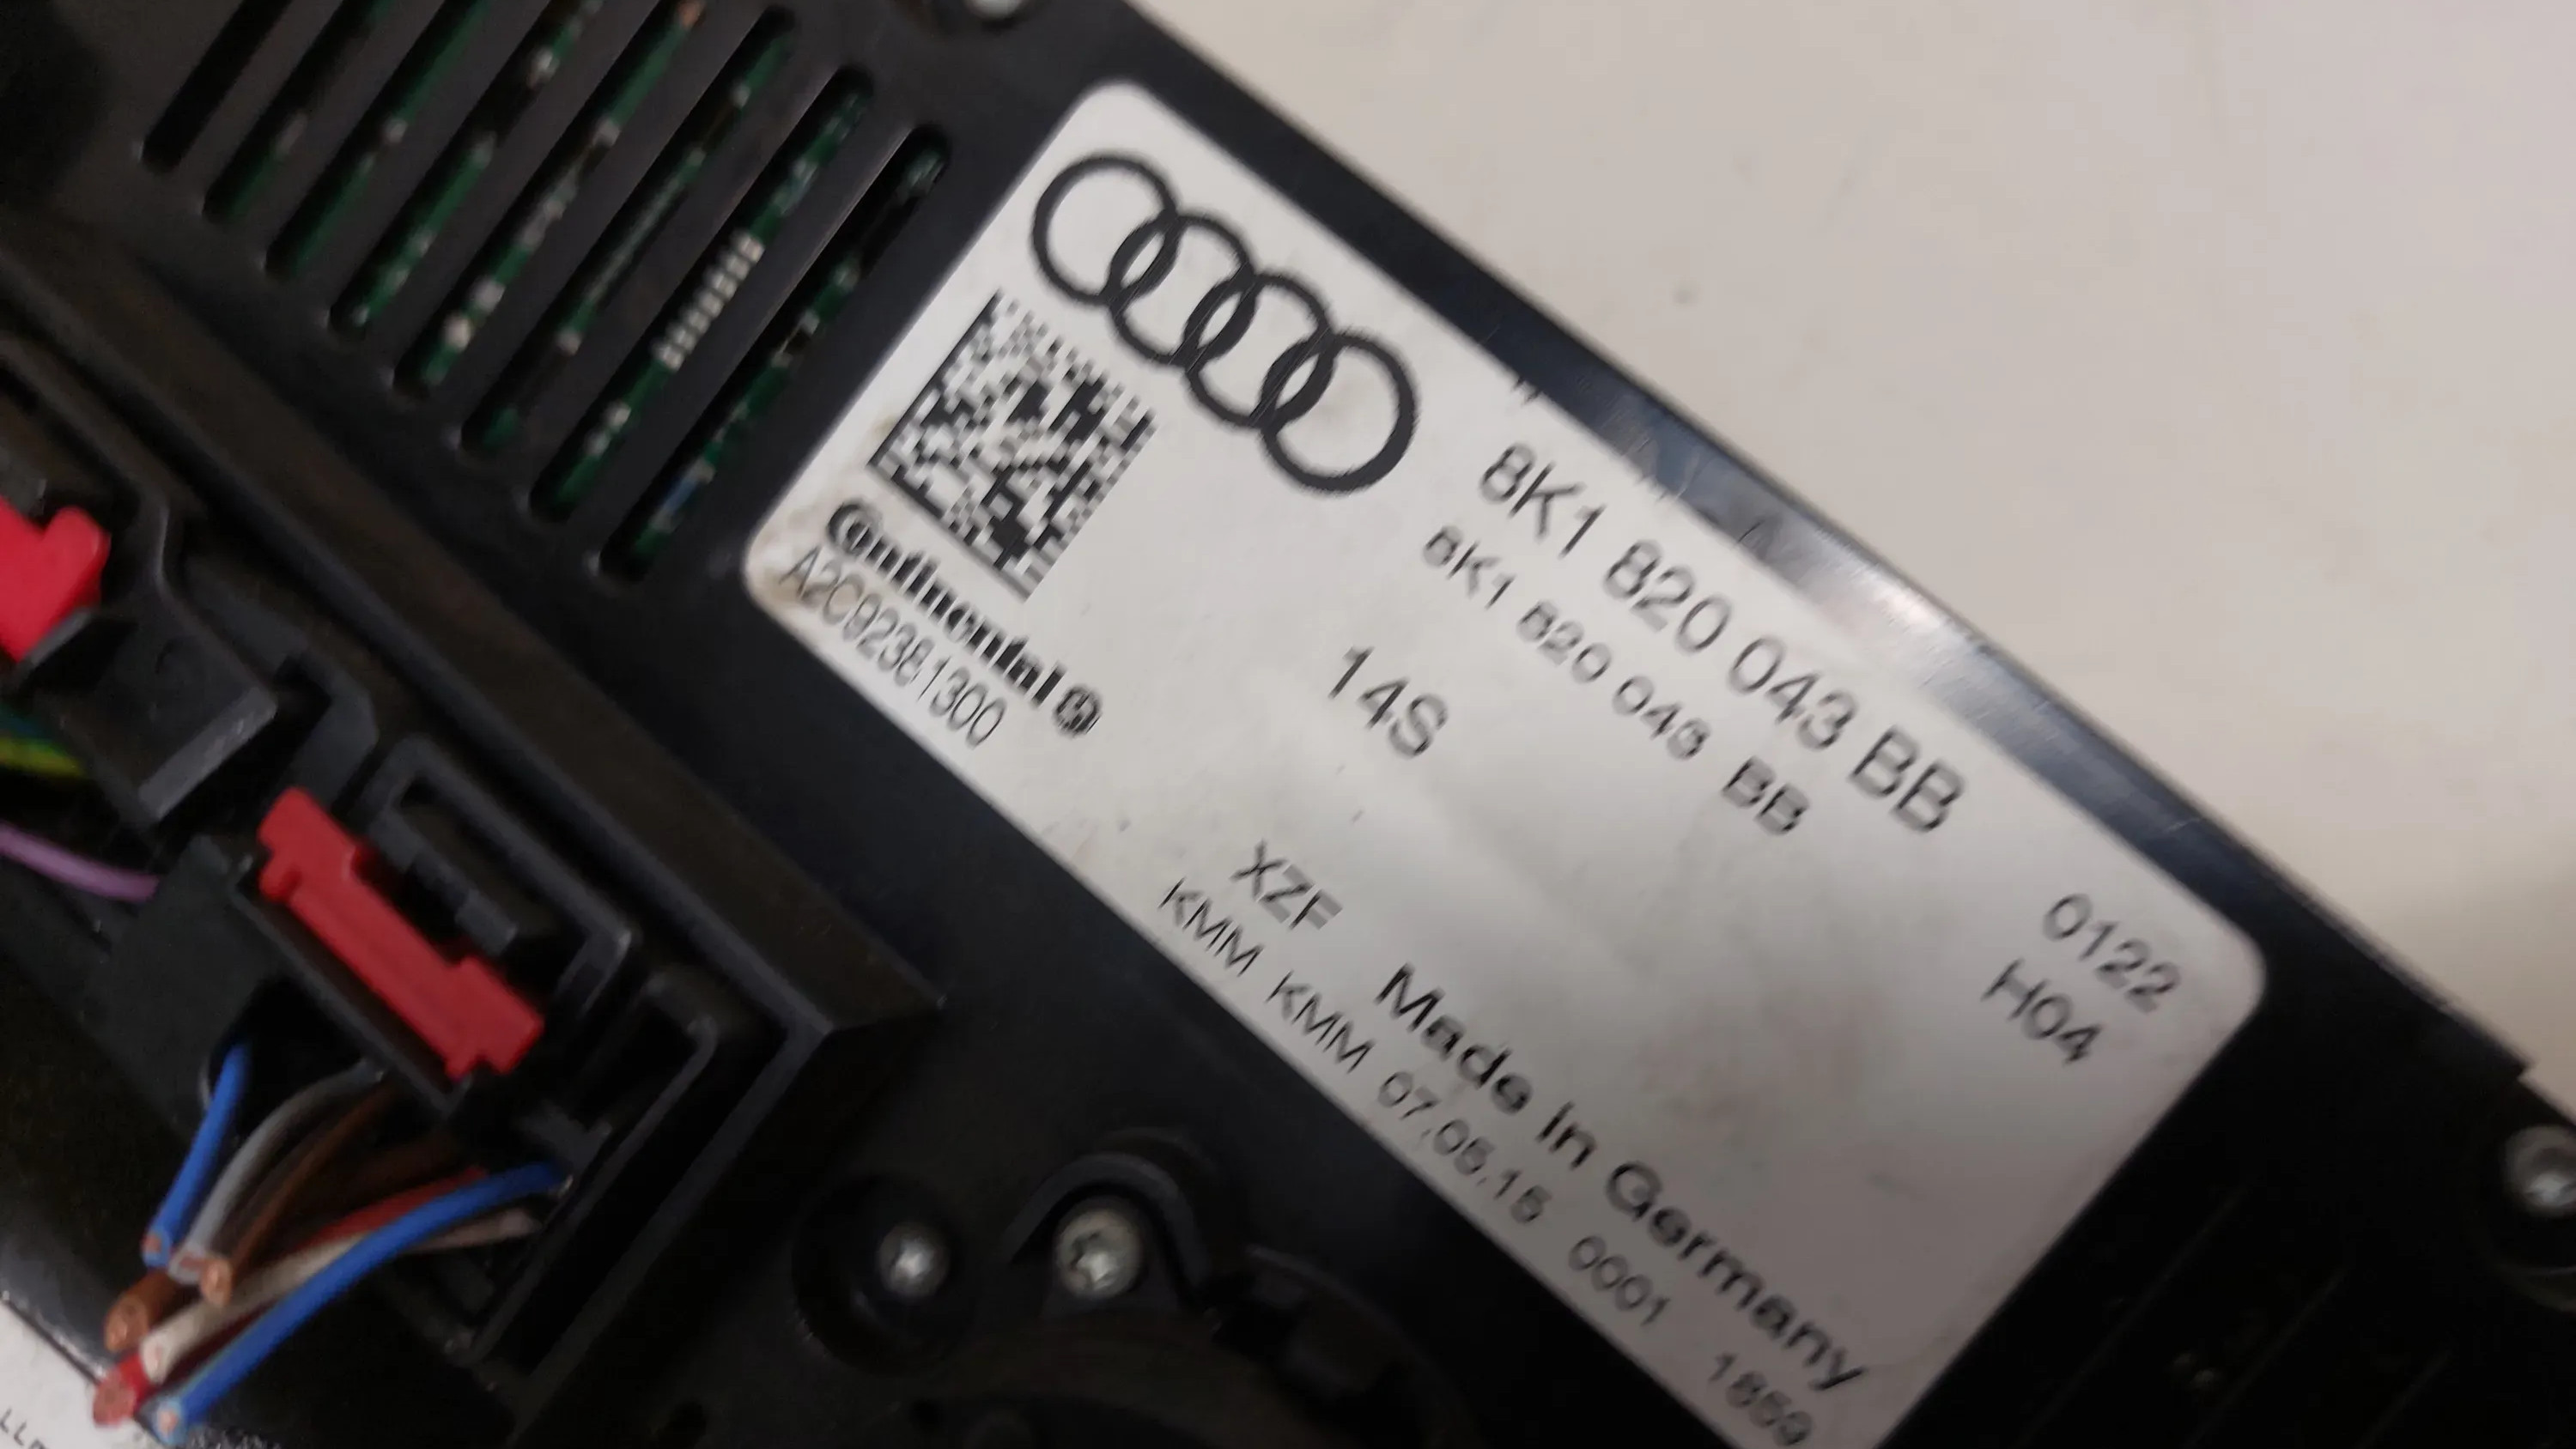 8K1 820 043 BB
8K1 820 043 BB
0122
H04
14S
Continental
A2C92381300
XZF
Made in Germany
KMM KMM 07.05.15 0001 1859